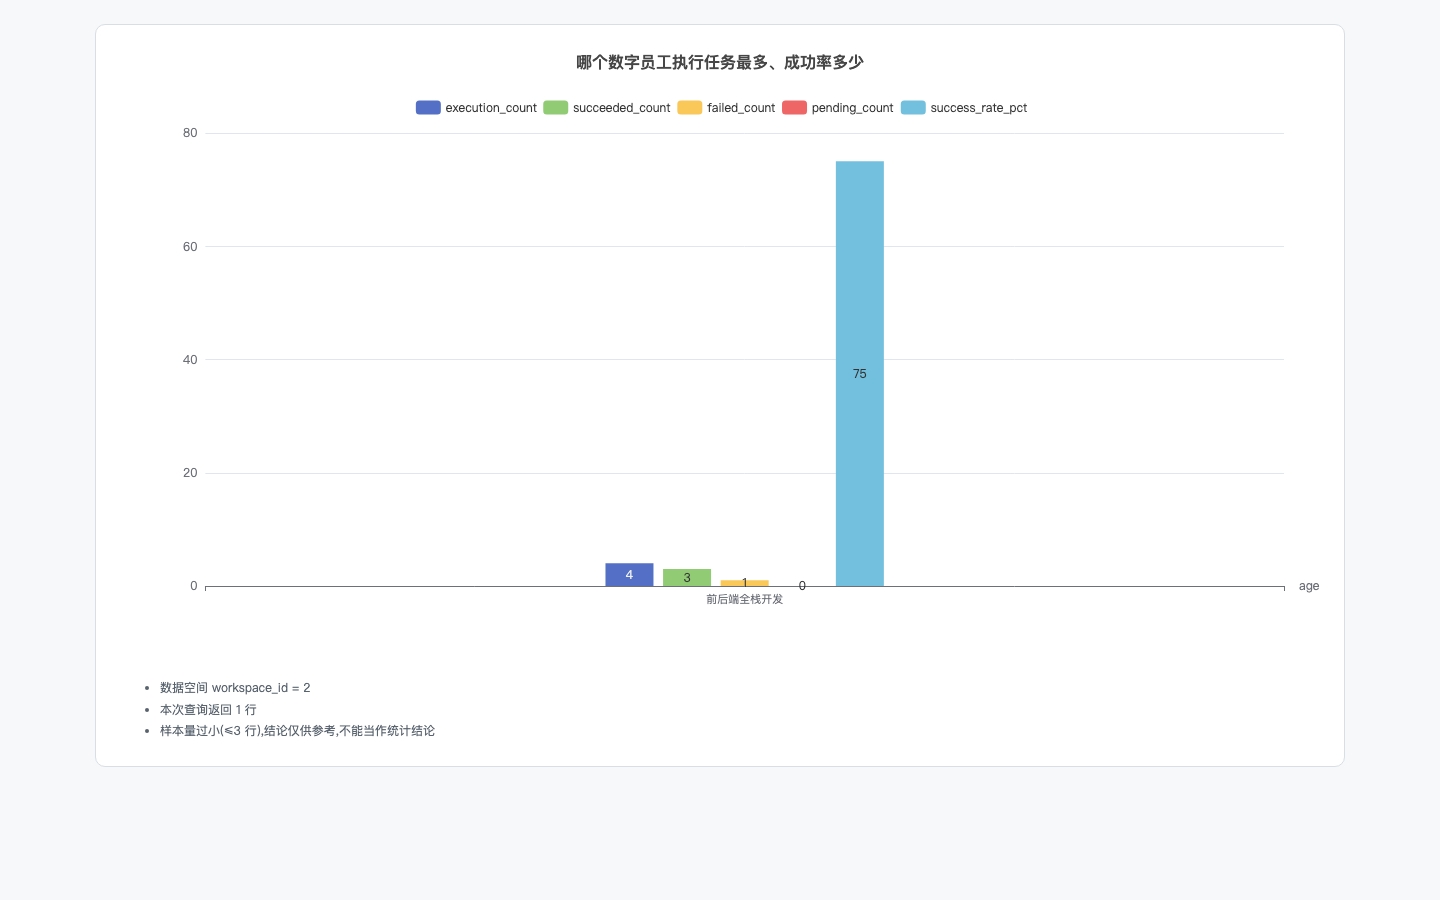 哪个数字员工执行任务最多、成功率多少
execution_count succeeded_count failed_count pending_count success_rate_pct
80
60
40
20
0
75
4
3
1
0
前后端全栈开发
age
数据空间 workspace_id = 2
本次查询返回 1 行
样本量过小(≤3 行),结论仅供参考,不能当作统计结论